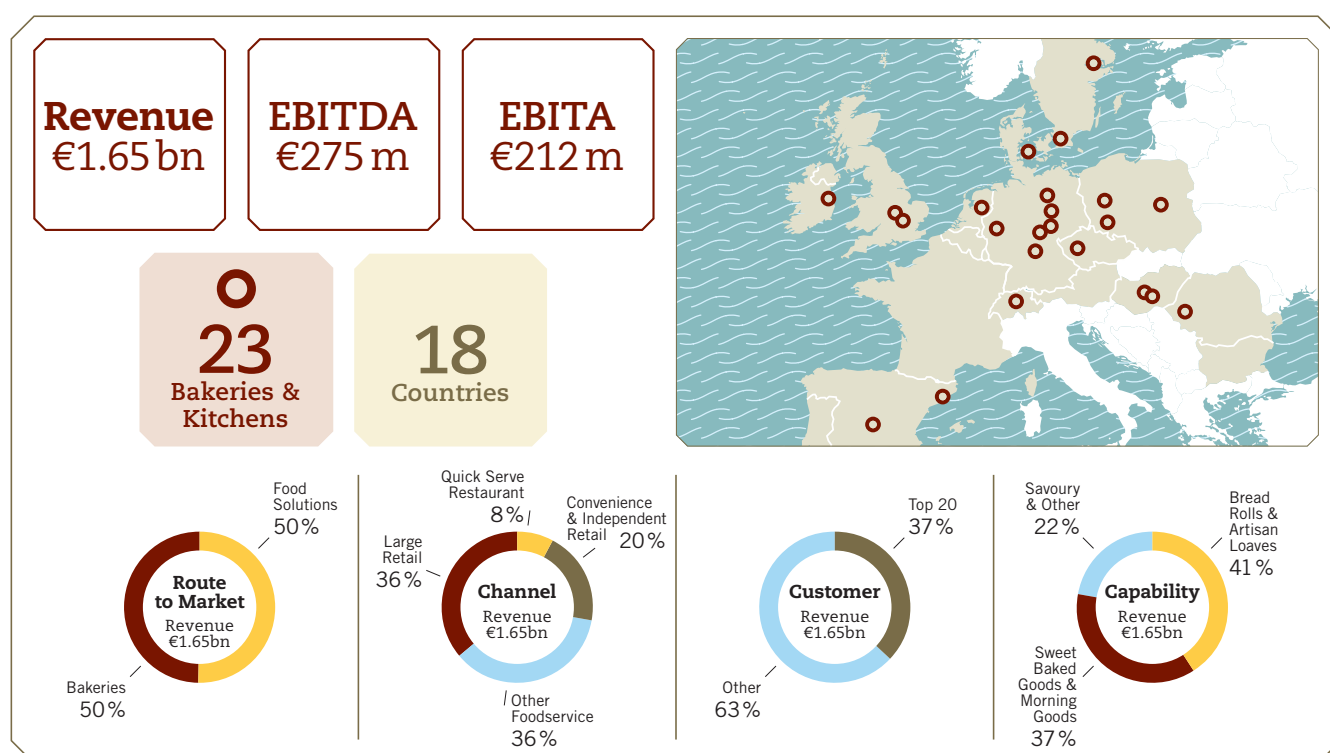 Revenue
€1.65 bn
EBITDA
€275 m
EBITA
€212 m
23
Bakeries &
Kitchens
18
Countries
Food
Solutions
50%
Route
to Market
Revenue
€1.65bn
Bakeries
50%
Quick Serve
Restaurant
8%
Convenience
& Independent
Retail 20%
Large
Retail
36%
Channel
Revenue
€1.65bn
Other
Foodservice
36%
Top 20
37%
Customer
Revenue
€1.65bn
Other
63%
Savoury
& Other
22%
Bread
Rolls &
Artisan
Loaves
41%
Capability
Revenue
€1.65bn
Sweet
Baked
Goods &
Morning
Goods
37%